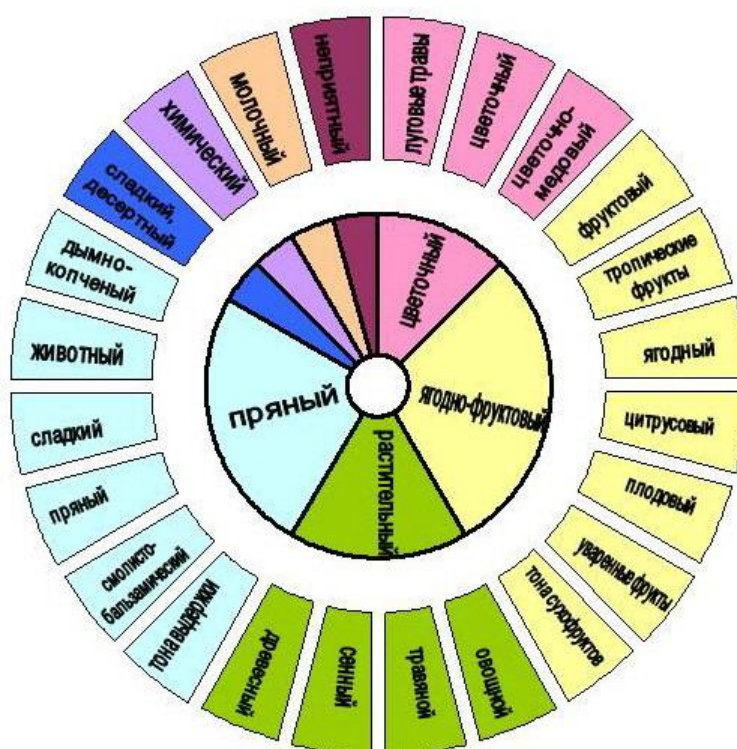 луговые травы
цветочный
цветочно-
медовый
фруктовый
тропические
фрукты
ягодный
цитрусовый
плодовый
уваренные фрукты
тона сухофруктов
овощной
травяной
сенный
древесный
тона выдержки
смолисто-
бальзамический
пряный
сладкий
животный
дымно-
копченый
сладкий,
десертный
химический
молочный
неприятный
цветочный
ягодно-фруктовый
растительный
пряный